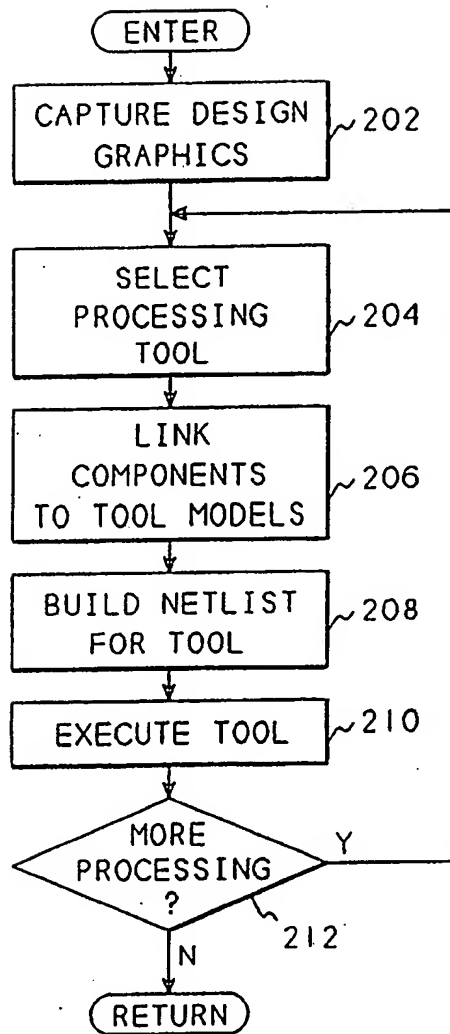 ENTER
CAPTURE DESIGN
GRAPHICS
202
SELECT
PROCESSING
TOOL
204
LINK
COMPONENTS
TO TOOL MODELS
206
BUILD NETLIST
FOR TOOL
208
EXECUTE TOOL
210
MORE
PROCESSING
?
Y
212
N
RETURN